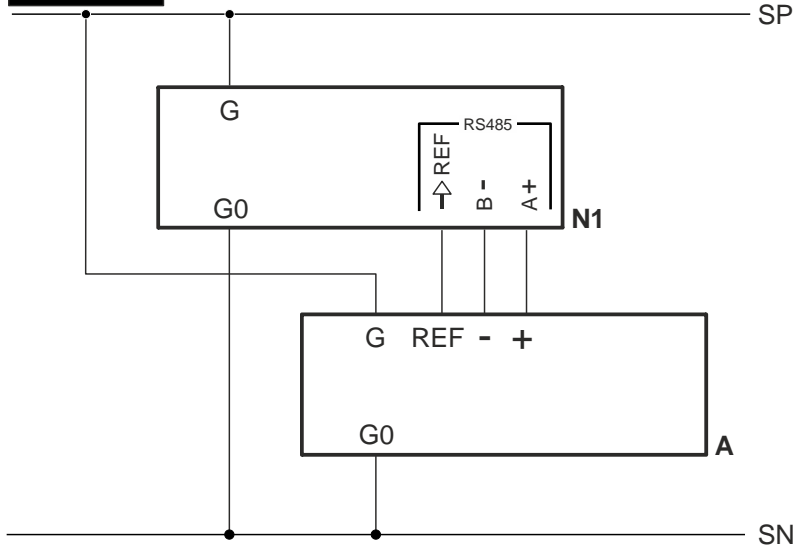 SP
G
RS485
REF
B -
A +
G0
N1
G REF - +
G0
A
SN